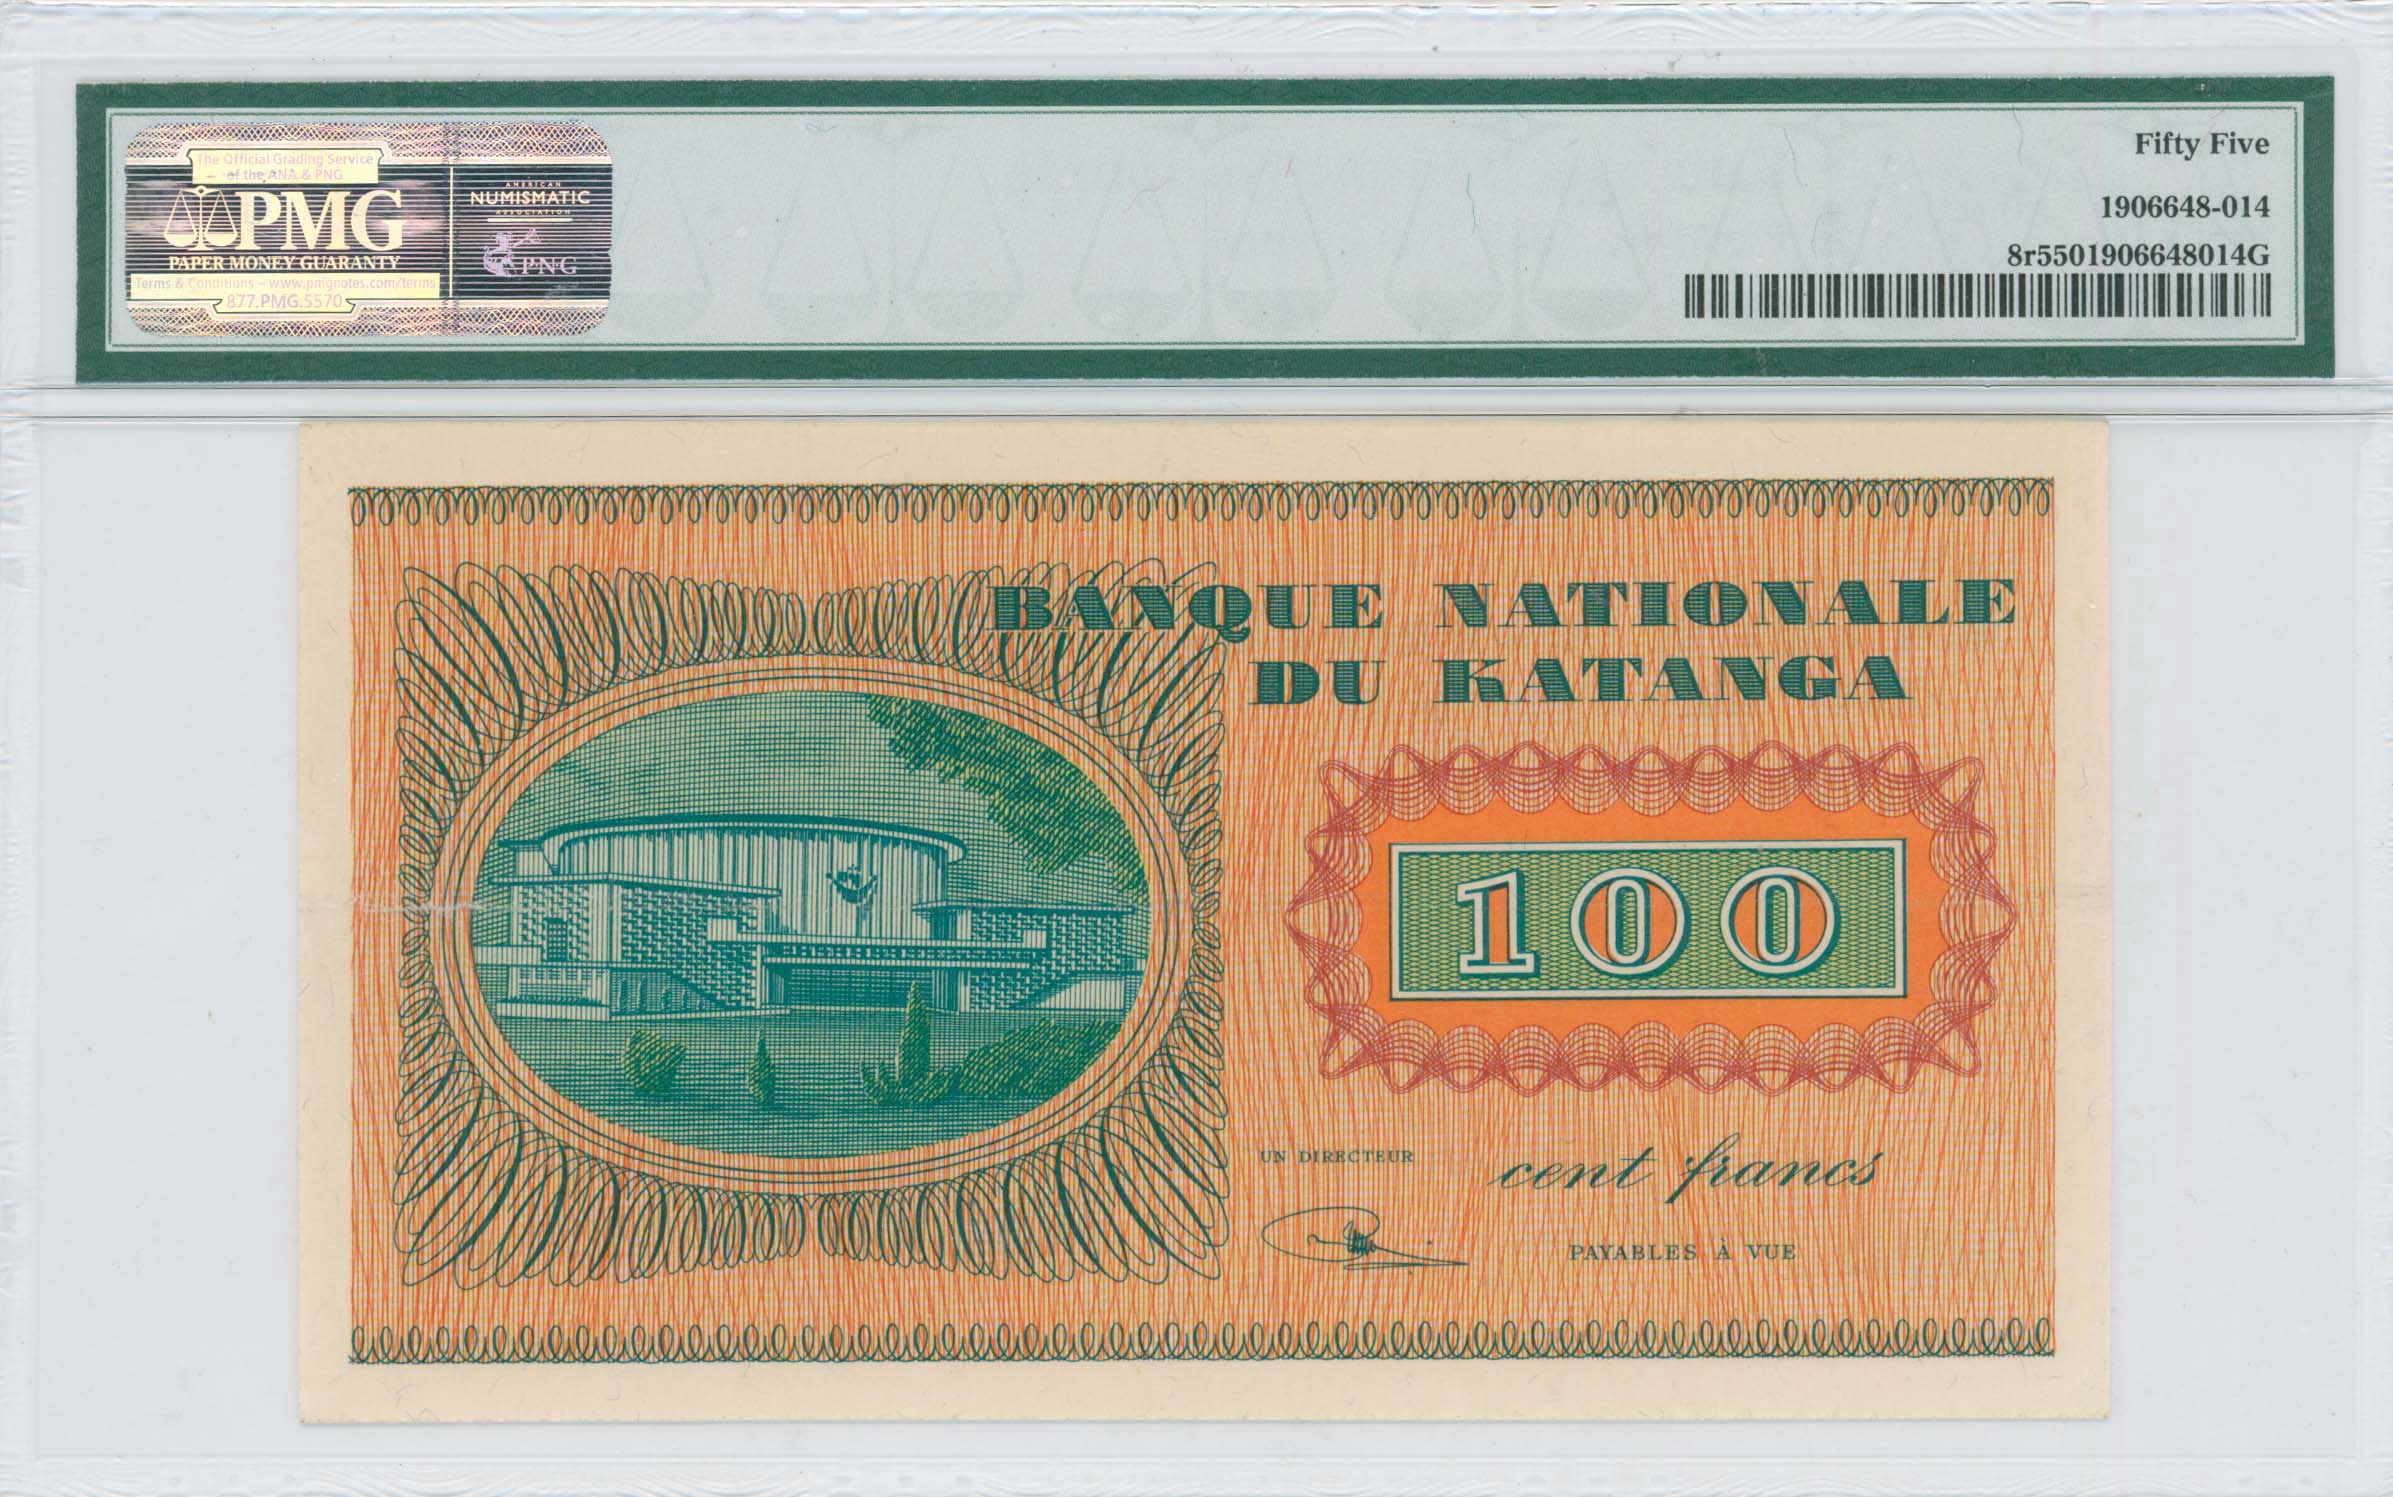 The Official Grading Service
of the ANA & PNG
PMG
PAPER MONEY GUARANTY
Terms & Conditions - www.pmgnotes.com/terms
877.PMG.5570
AMERICAN
NUMISMATIC
ASSOCIATION
PNG
Fifty Five
1906648-014
8r5501906648014G
BANQUE NATIONALE
DU KATANGA
100
UN DIRECTEUR
cent francs
PAYABLES À VUE